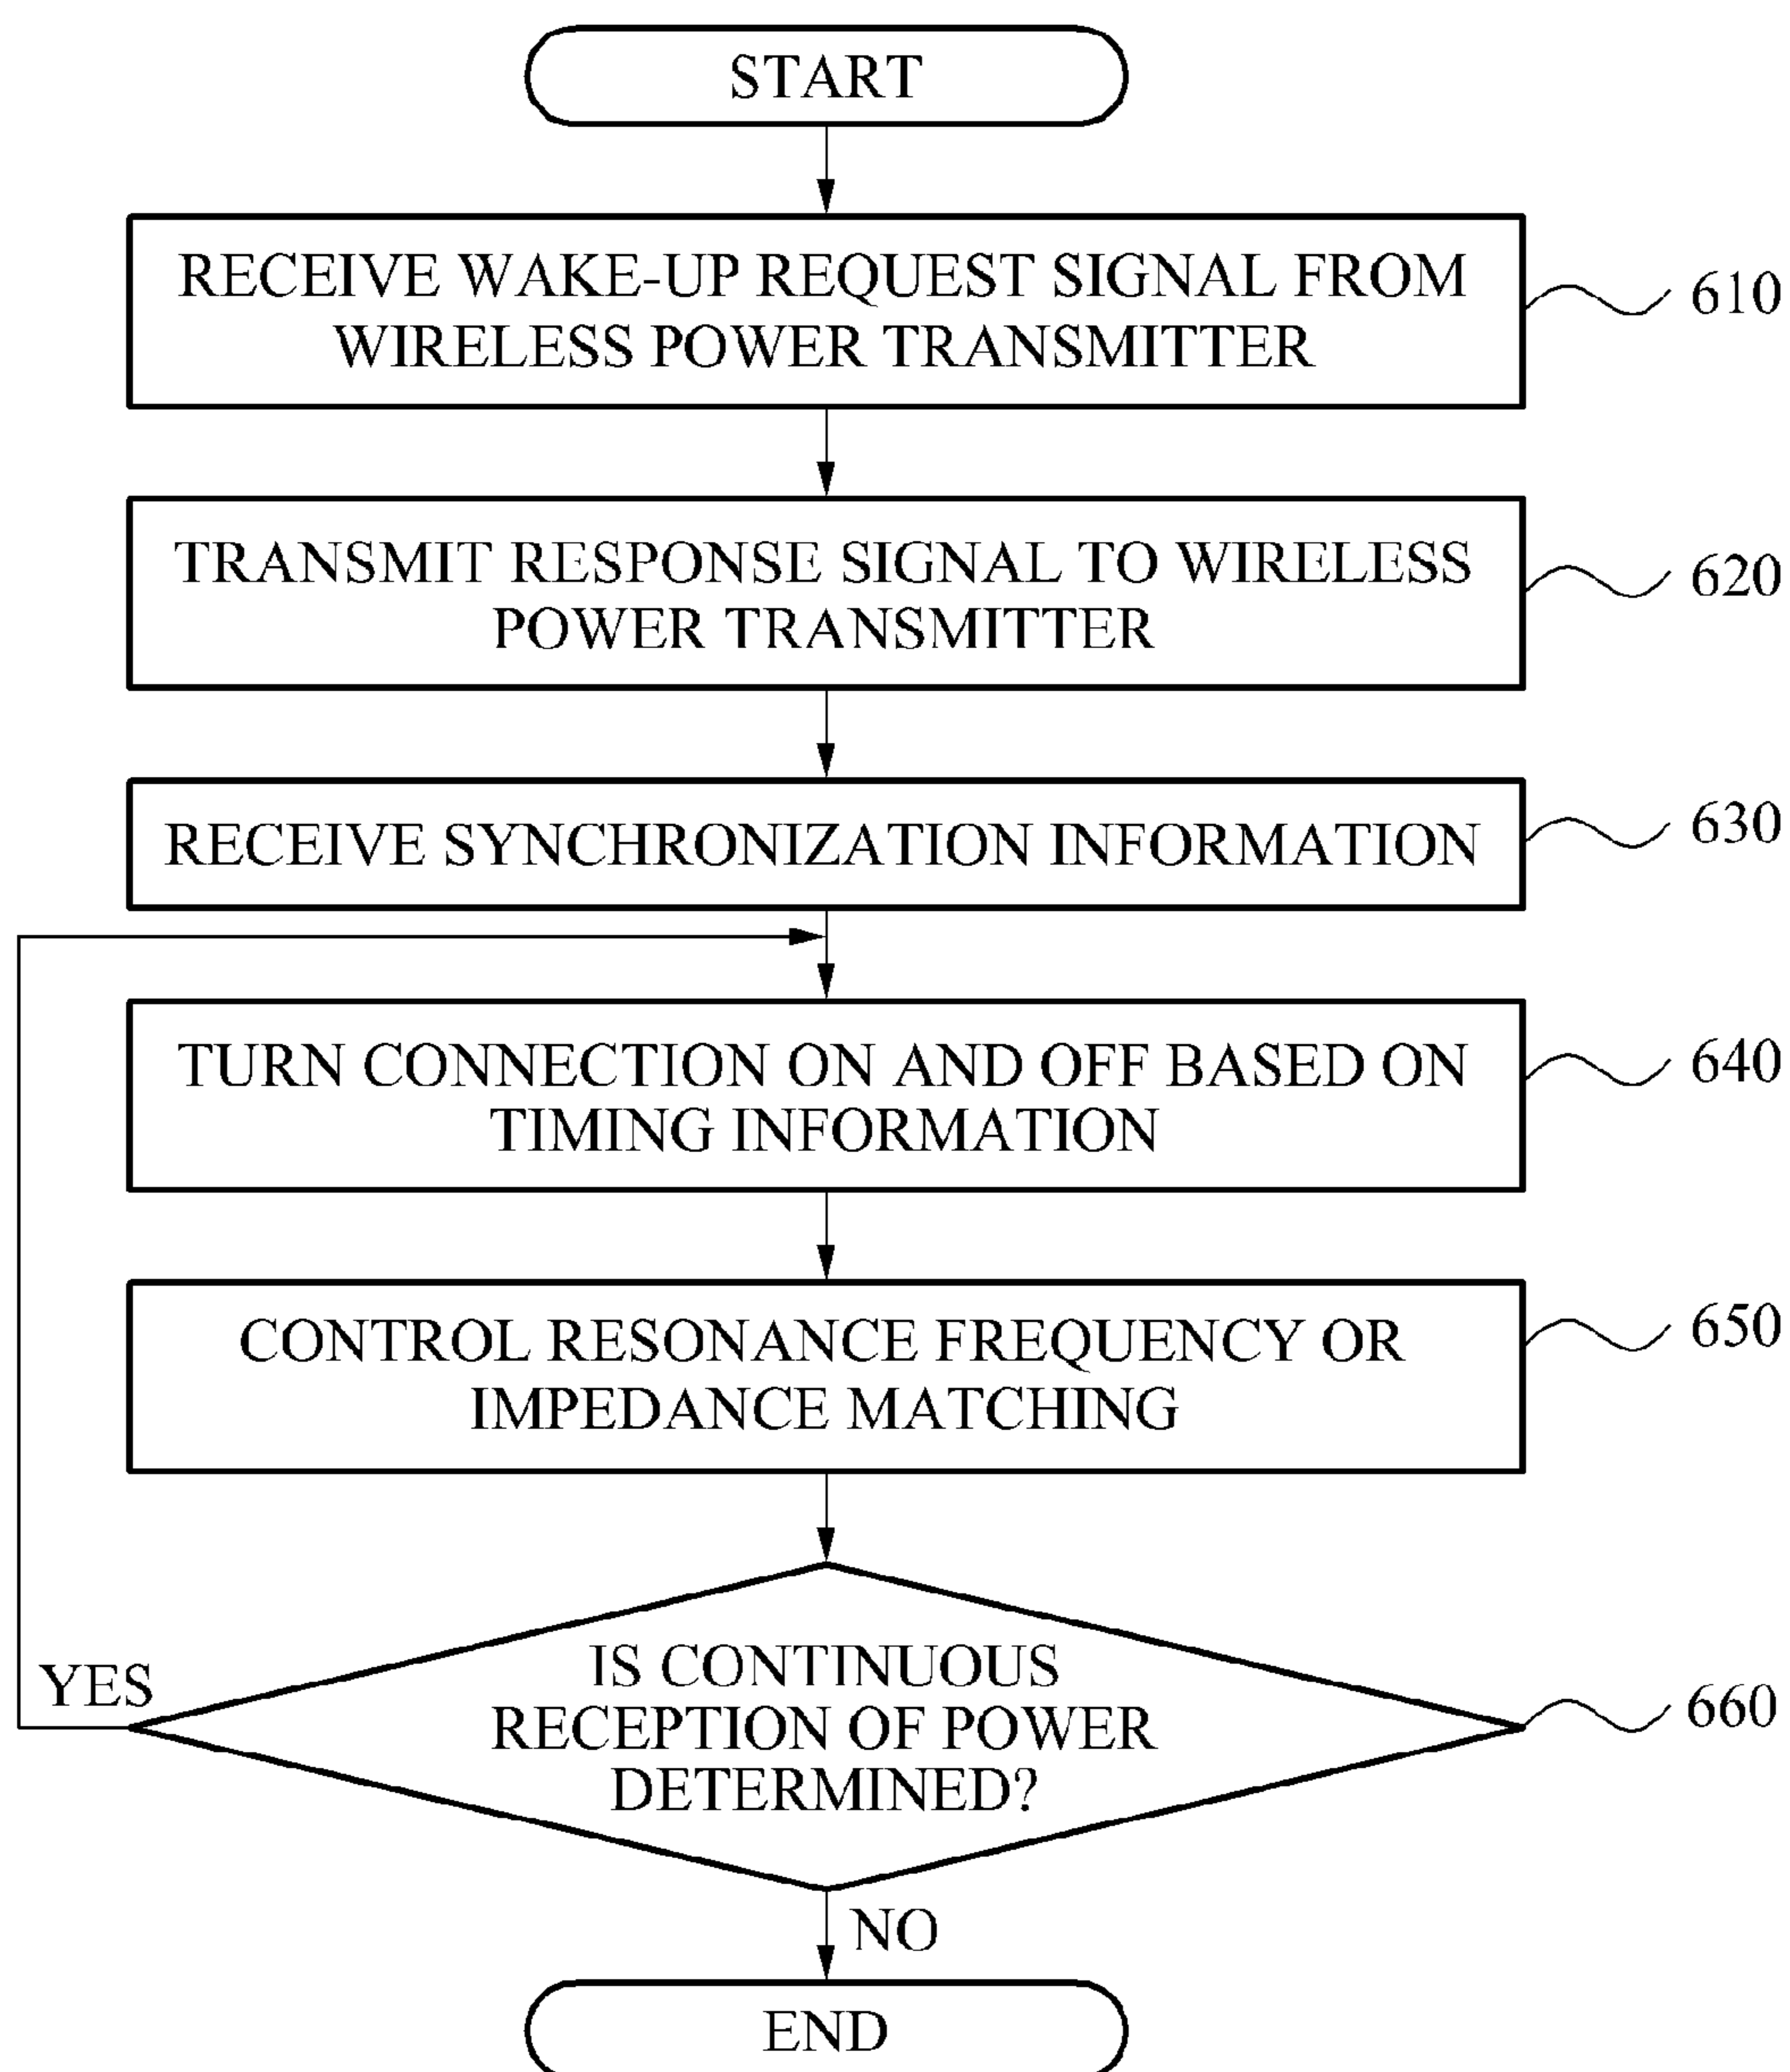 START
RECEIVE WAKE-UP REQUEST SIGNAL FROM
WIRELESS POWER TRANSMITTER
610
TRANSMIT RESPONSE SIGNAL TO WIRELESS
POWER TRANSMITTER
620
RECEIVE SYNCHRONIZATION INFORMATION
630
TURN CONNECTION ON AND OFF BASED ON
TIMING INFORMATION
640
CONTROL RESONANCE FREQUENCY OR
IMPEDANCE MATCHING
650
YES
IS CONTINUOUS
RECEPTION OF POWER
DETERMINED?
660
NO
END